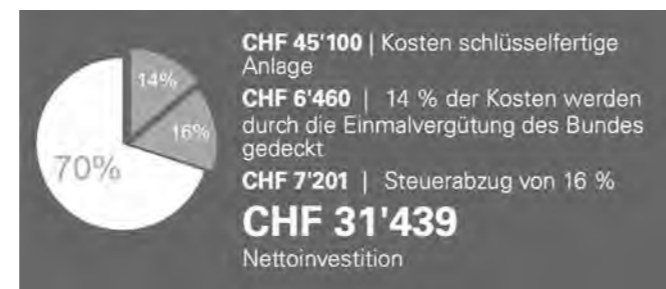 14%
16%
70%
CHF 45'100 | Kosten schlüsselfertige
Anlage
CHF 6'460 | 14 % der Kosten werden
durch die Einmalvergütung des Bundes
gedeckt
CHF 7'201 | Steuerabzug von 16 %
CHF 31'439
Nettoinvestition